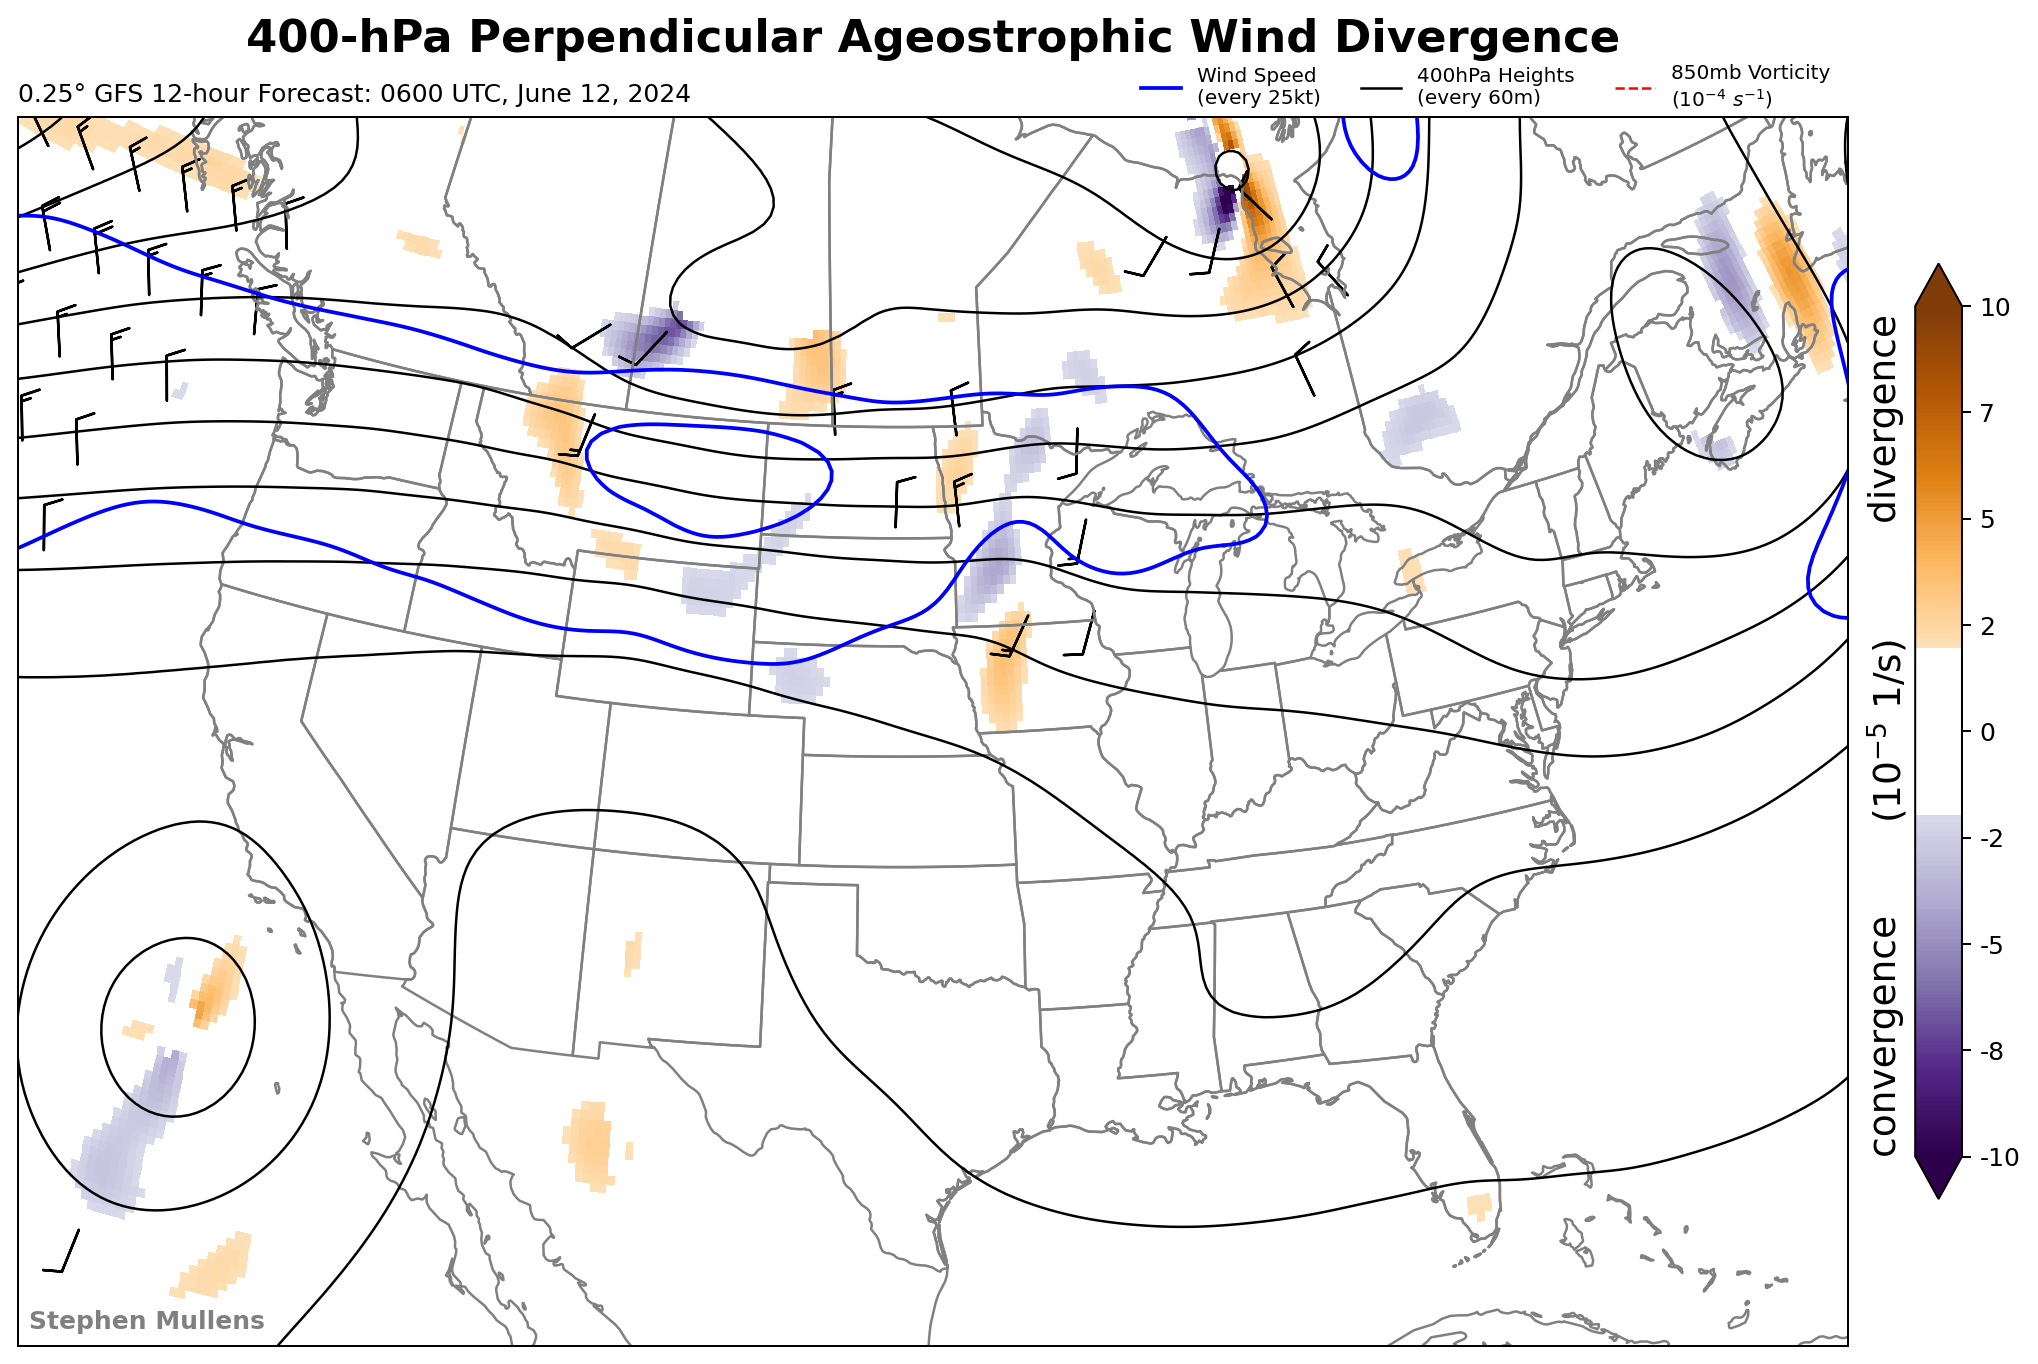 400-hPa Perpendicular Ageostrophic Wind Divergence
0.25° GFS 12-hour Forecast: 0600 UTC, June 12, 2024
Wind Speed
(every 25kt)
400hPa Heights
(every 60m)
850mb Vorticity
(10⁻⁴ s⁻¹)
10
7
5
2
0
-2
-5
-8
-10
convergence (10⁻⁵ 1/s) divergence
Stephen Mullens